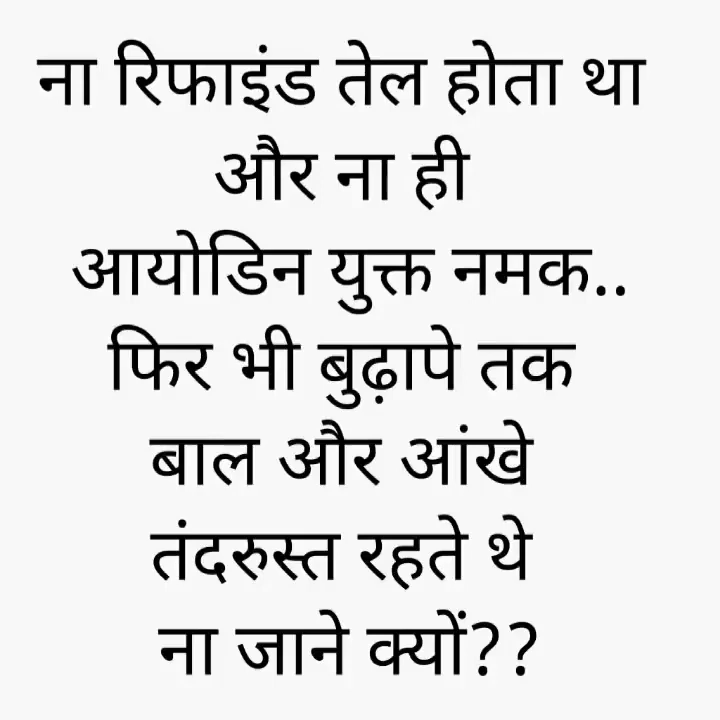 ना रिफाइंड तेल होता था
और ना ही
आयोडिन युक्त नमक..
फिर भी बुढ़ापे तक
बाल और आंखे
तंदरुस्त रहते थे
ना जाने क्यों??